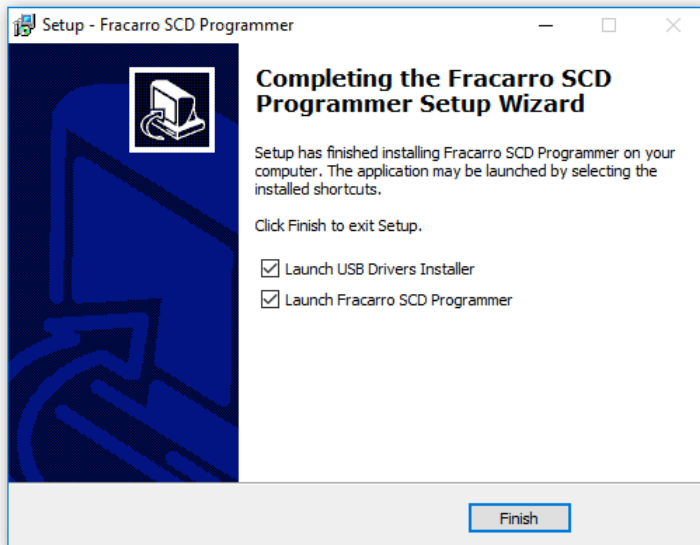 Setup - Fracarro SCD Programmer
Completing the Fracarro SCD
Programmer Setup Wizard
Setup has finished installing Fracarro SCD Programmer on your
computer. The application may be launched by selecting the
installed shortcuts.
Click Finish to exit Setup.
Launch USB Drivers Installer
Launch Fracarro SCD Programmer
Finish